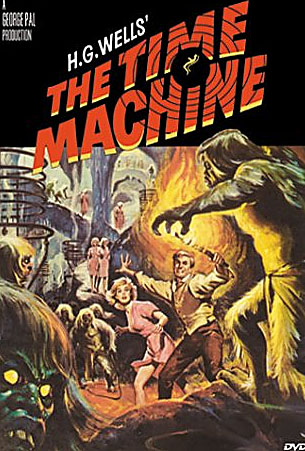 A
GEORGE PAL
PRODUCTION
H.G. WELLS'
THE TIME
MACHINE
DVD